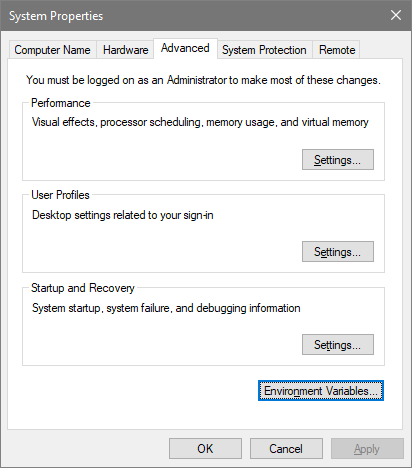 System Properties
Computer Name Hardware Advanced System Protection Remote
You must be logged on as an Administrator to make most of these changes.
Performance
Visual effects, processor scheduling, memory usage, and virtual memory
Settings...
User Profiles
Desktop settings related to your sign-in
Settings...
Startup and Recovery
System startup, system failure, and debugging information
Settings...
Environment Variables...
OK Cancel Apply